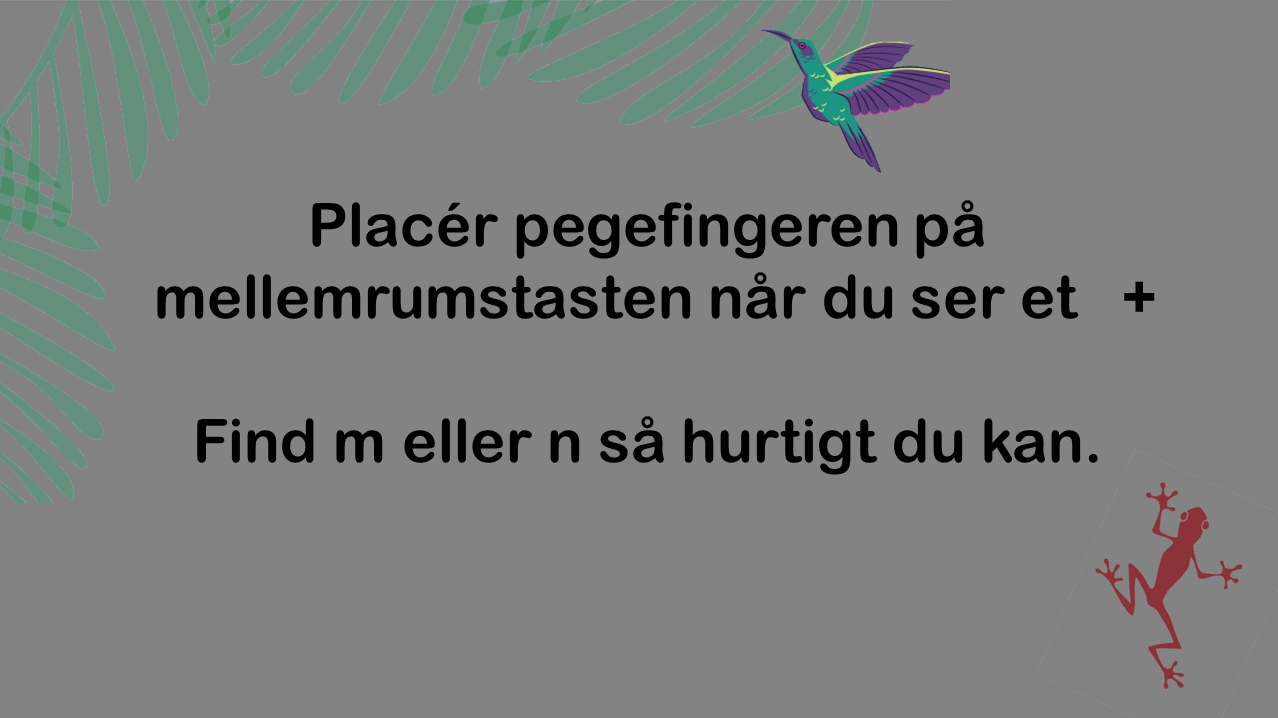 Placér pegefingeren på
mellemrumstasten når du ser et +
Find m eller n så hurtigt du kan.